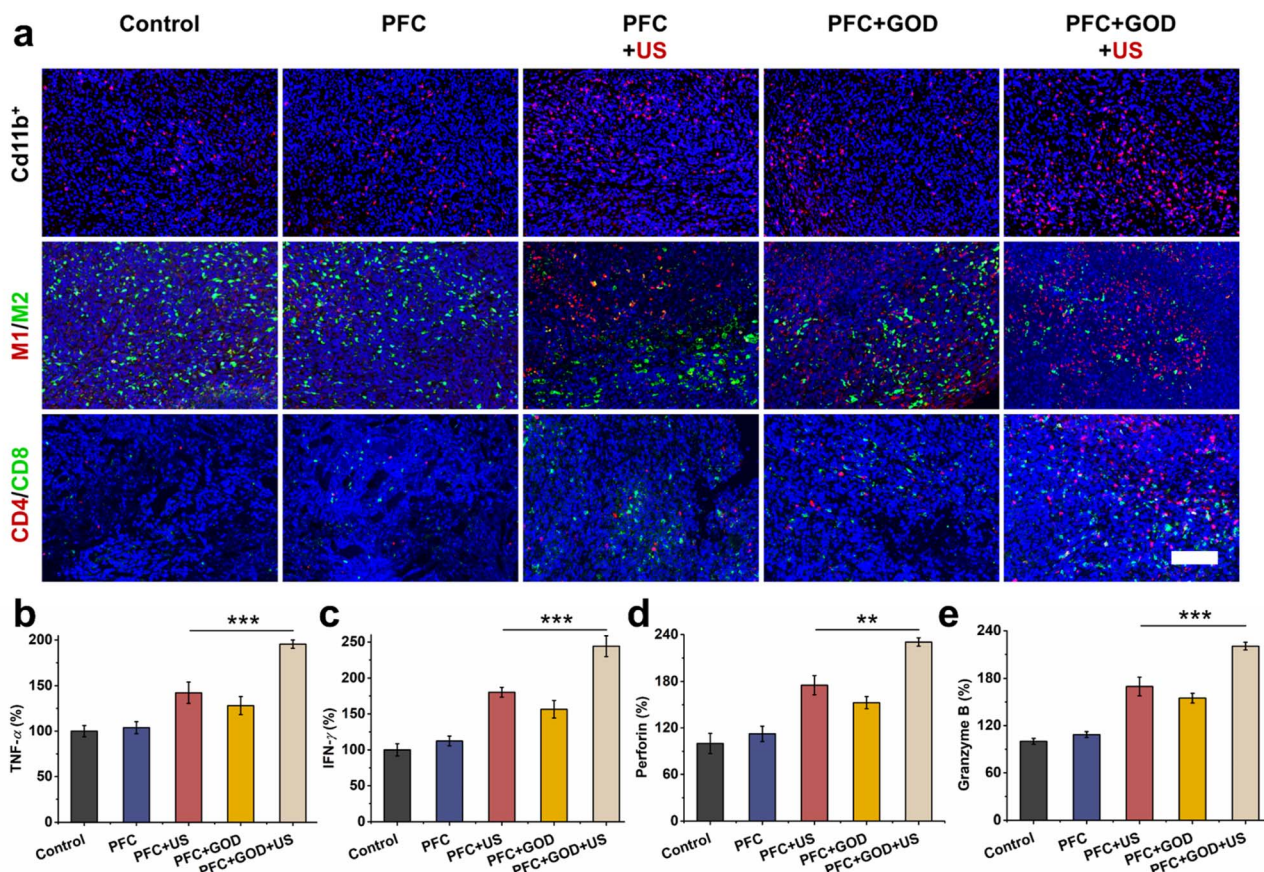 a
Control
PFC
PFC
+US
PFC+GOD
PFC+GOD
+US
Cd11b+
M1/M2
CD4/CD8
b
***
200
150
100
50
0
TNF-α (%)
Control
PFC
PFC+US
PFC+GOD
PFC+GOD+US
c
***
250
200
150
100
50
0
IFN-γ (%)
Control
PFC
PFC+US
PFC+GOD
PFC+GOD+US
d
**
240
180
120
60
0
Perforin (%)
Control
PFC
PFC+US
PFC+GOD
PFC+GOD+US
e
***
240
180
120
60
0
Granzyme B (%)
Control
PFC
PFC+US
PFC+GOD
PFC+GOD+US